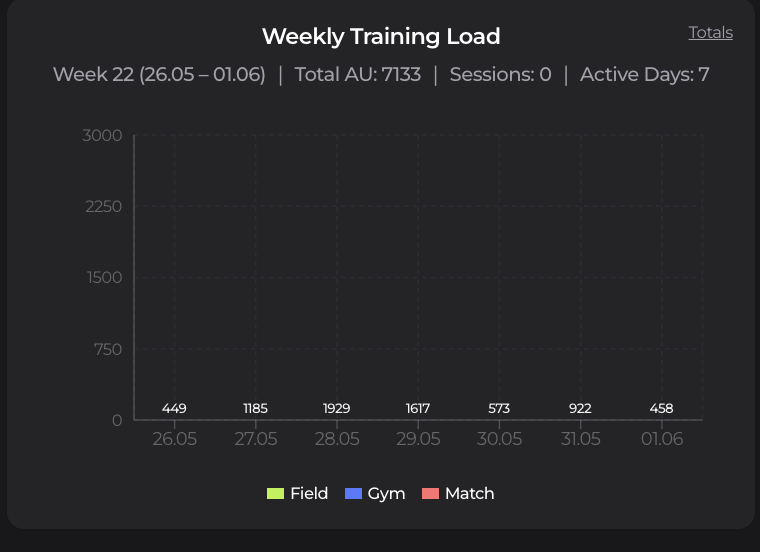 Weekly Training Load
Totals
Week 22 (26.05 – 01.06) | Total AU: 7133 | Sessions: 0 | Active Days: 7
3000
2250
1500
750
0
449 1185 1929 1617 573 922 458
26.05 27.05 28.05 29.05 30.05 31.05 01.06
Field Gym Match